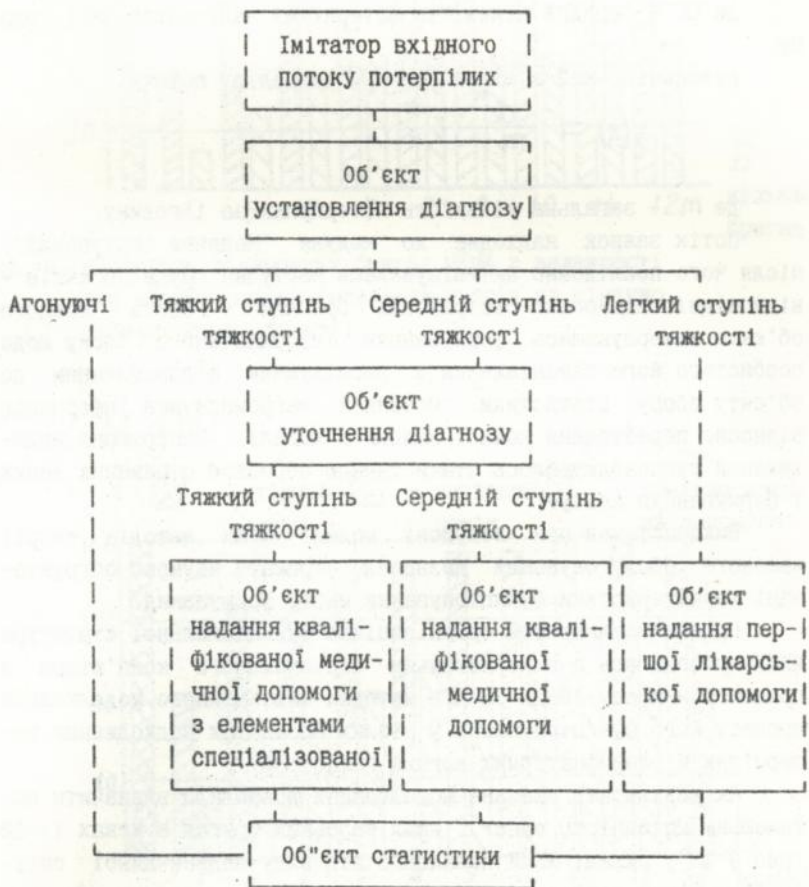 Імітатор вхідного
потоку потерпілих
Об'єкт
установлення діагнозу
Агонуючі Тяжкий ступінь Середній ступінь Легкий ступінь
тяжкості тяжкості тяжкості
Об'єкт
уточнення діагнозу
Тяжкий ступінь Середній ступінь
тяжкості тяжкості
Об'єкт
надання квалі-
фікованої меди-
чної допомоги
з елементами
спеціалізованої
Об'єкт
надання квалі-
фікованої
медичної
допомоги
Об'єкт
надання пер-
шої лікарсь-
кої допомоги
Об"єкт статистики